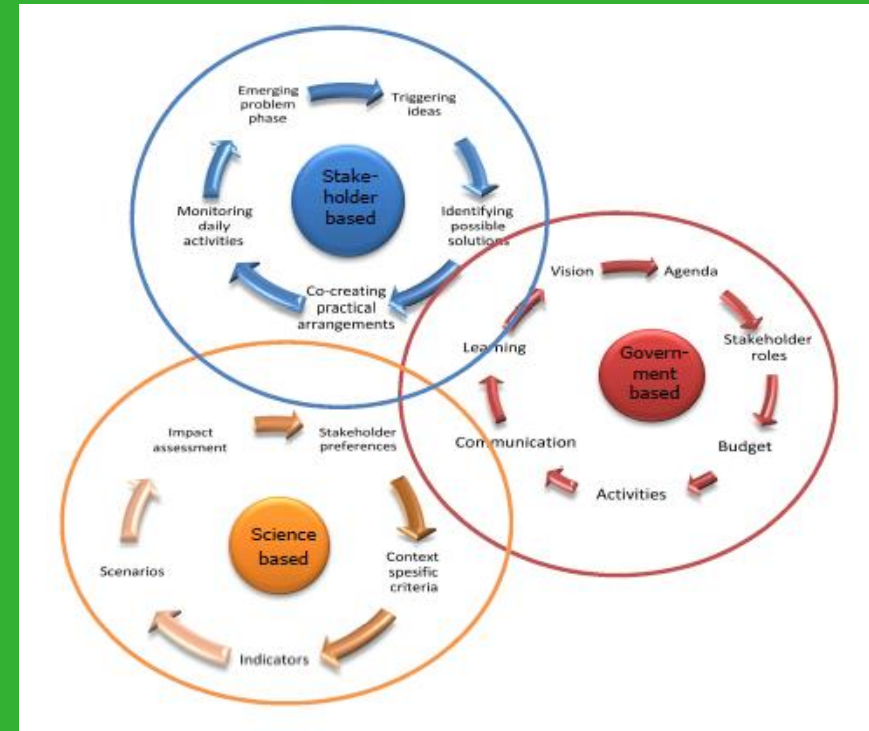 Emerging
problem
phase
Triggering
ideas
Stake-
holder
based
Monitoring
daily
activities
Identifying
possible
solutions
Co-creating
practical
arrangements
Vision
Agenda
Stakeholder
roles
Govern-
ment
based
Learning
Communication
Budget
Activities
Impact
assessment
Stakeholder
preferences
Science
based
Scenarios
Context
spesific
criteria
Indicators